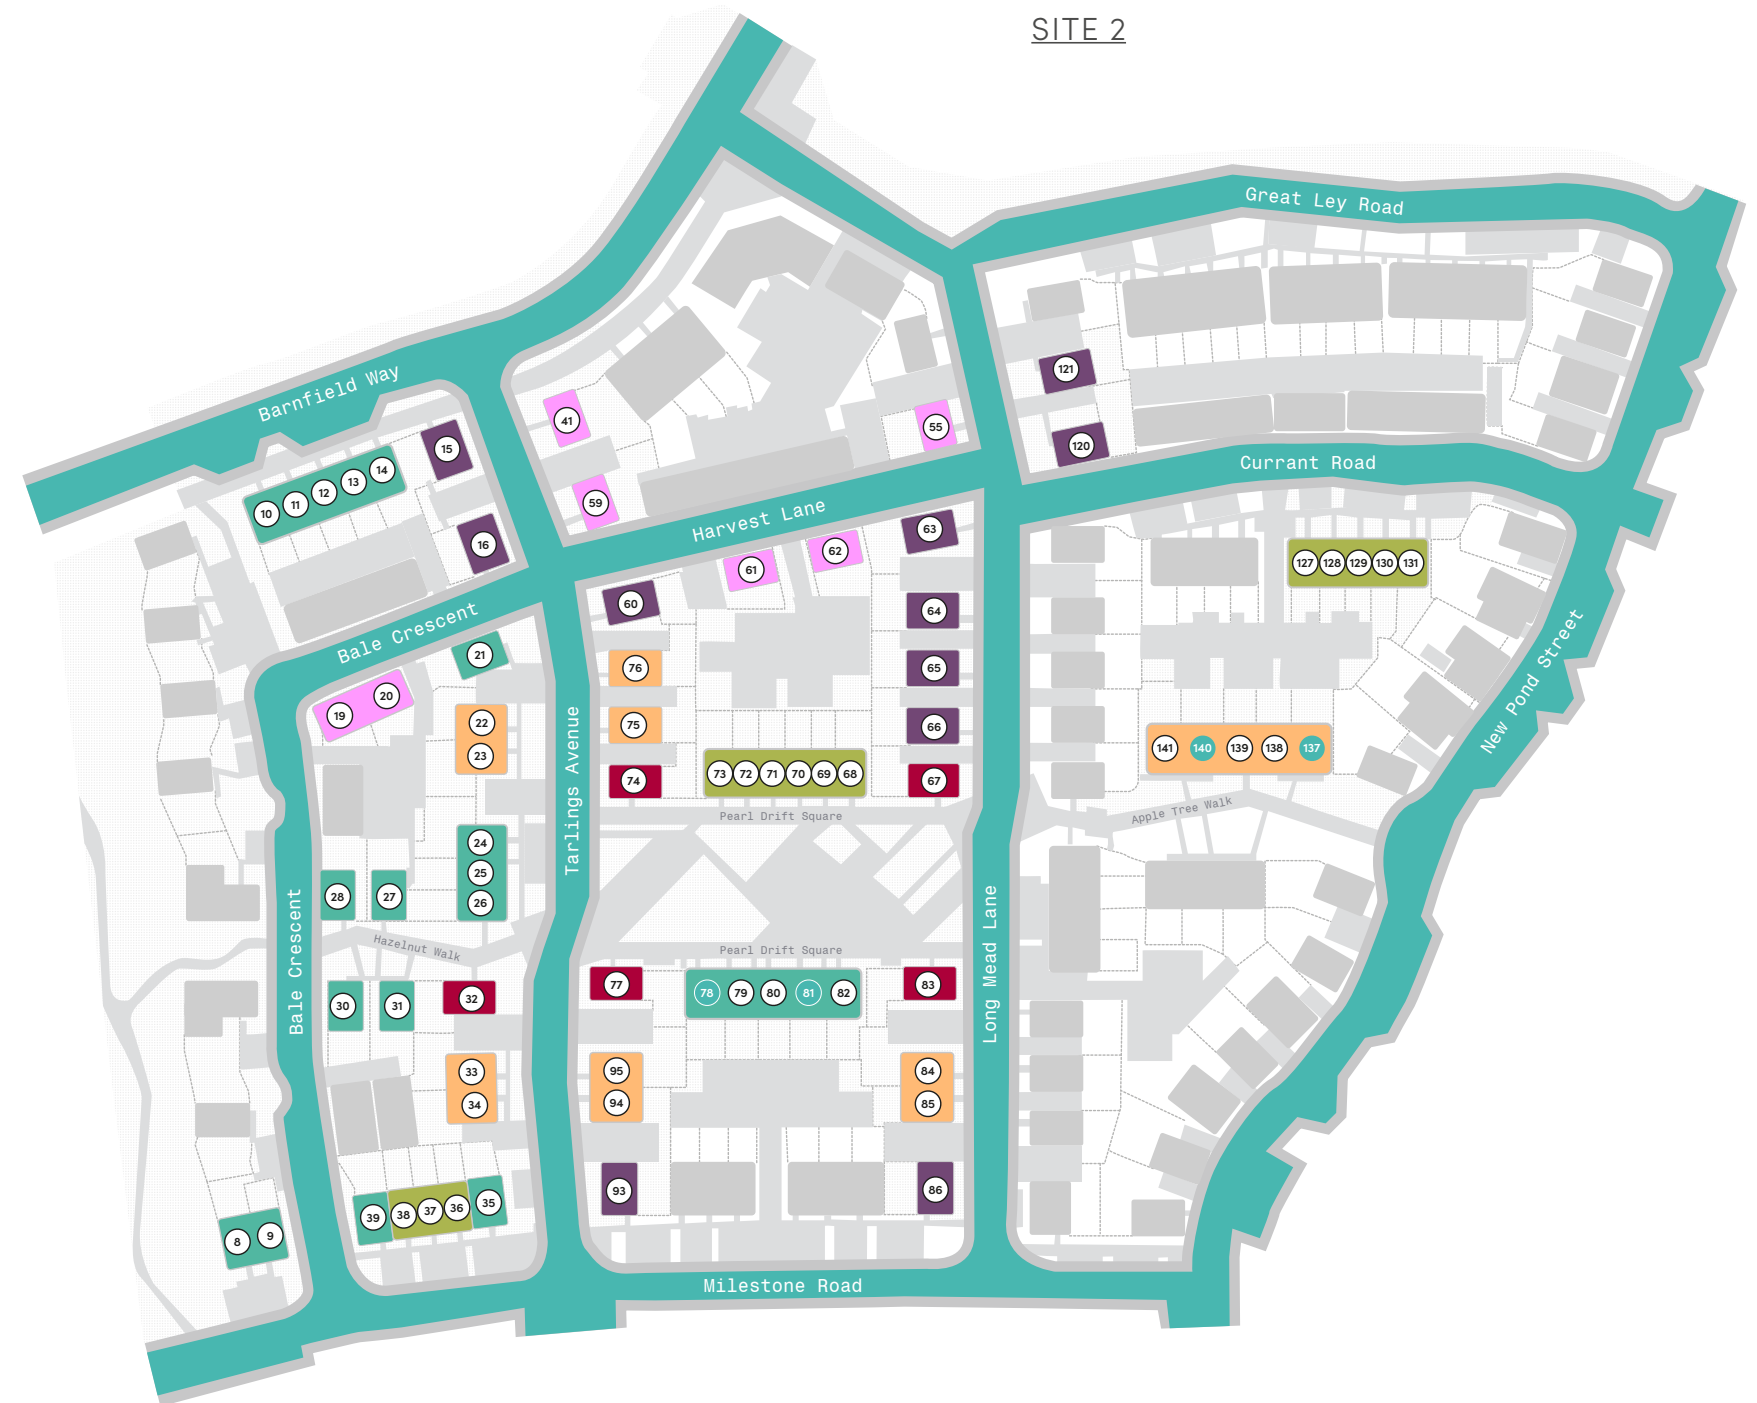 SITE 2
Great Ley Road
Barnfield Way
121
41
55
15
120
14
13
12
11
10
Currant Road
59
Harvest Lane
16
63
62
61
127 128 129 130 131
60
64
Bale Crescent
21
76
65
New Pond Street
20
19
22
75
66
23
141 140 139 138 137
Tarlings Avenue
74
73 72 71 70 69 68
67
Apple Tree Walk
Pearl Drift Square
24
25
28
27
26
Bale Crescent
Long Mead Lane
Hazelnut Walk
Pearl Drift Square
77
83
30
31
32
78 79 80 81 82
33
95
84
34
94
85
93
86
39 38 37 36 35
8 9
Milestone Road